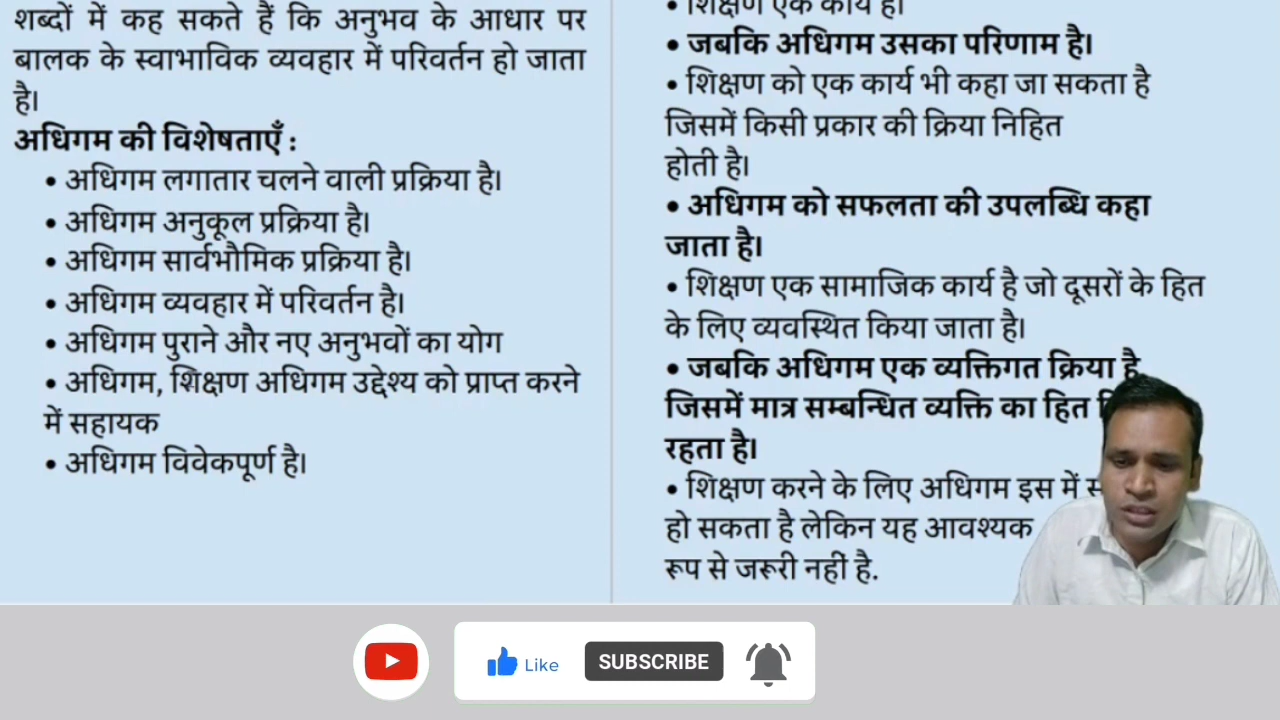 शब्दों में कह सकते हैं कि अनुभव के आधार पर
बालक के स्वाभाविक व्यवहार में परिवर्तन हो जाता
है।
अधिगम की विशेषताएँ :
• अधिगम लगातार चलने वाली प्रक्रिया है।
• अधिगम अनुकूल प्रक्रिया है।
• अधिगम सार्वभौमिक प्रक्रिया है।
• अधिगम व्यवहार में परिवर्तन है।
• अधिगम पुराने और नए अनुभवों का योग
• अधिगम, शिक्षण अधिगम उद्देश्य को प्राप्त करने
में सहायक
• अधिगम विवेकपूर्ण है।
• शिक्षण एक कार्य है।
• जबकि अधिगम उसका परिणाम है।
• शिक्षण को एक कार्य भी कहा जा सकता है
जिसमें किसी प्रकार की क्रिया निहित
होती है।
• अधिगम को सफलता की उपलब्धि कहा
जाता है।
• शिक्षण एक सामाजिक कार्य है जो दूसरों के हित
के लिए व्यवस्थित किया जाता है।
• जबकि अधिगम एक व्यक्तिगत क्रिया है
जिसमें मात्र सम्बन्धित व्यक्ति का हित
रहता है।
• शिक्षण करने के लिए अधिगम इस में
हो सकता है लेकिन यह आवश्यक
रूप से जरूरी नहीं है.
Like
SUBSCRIBE